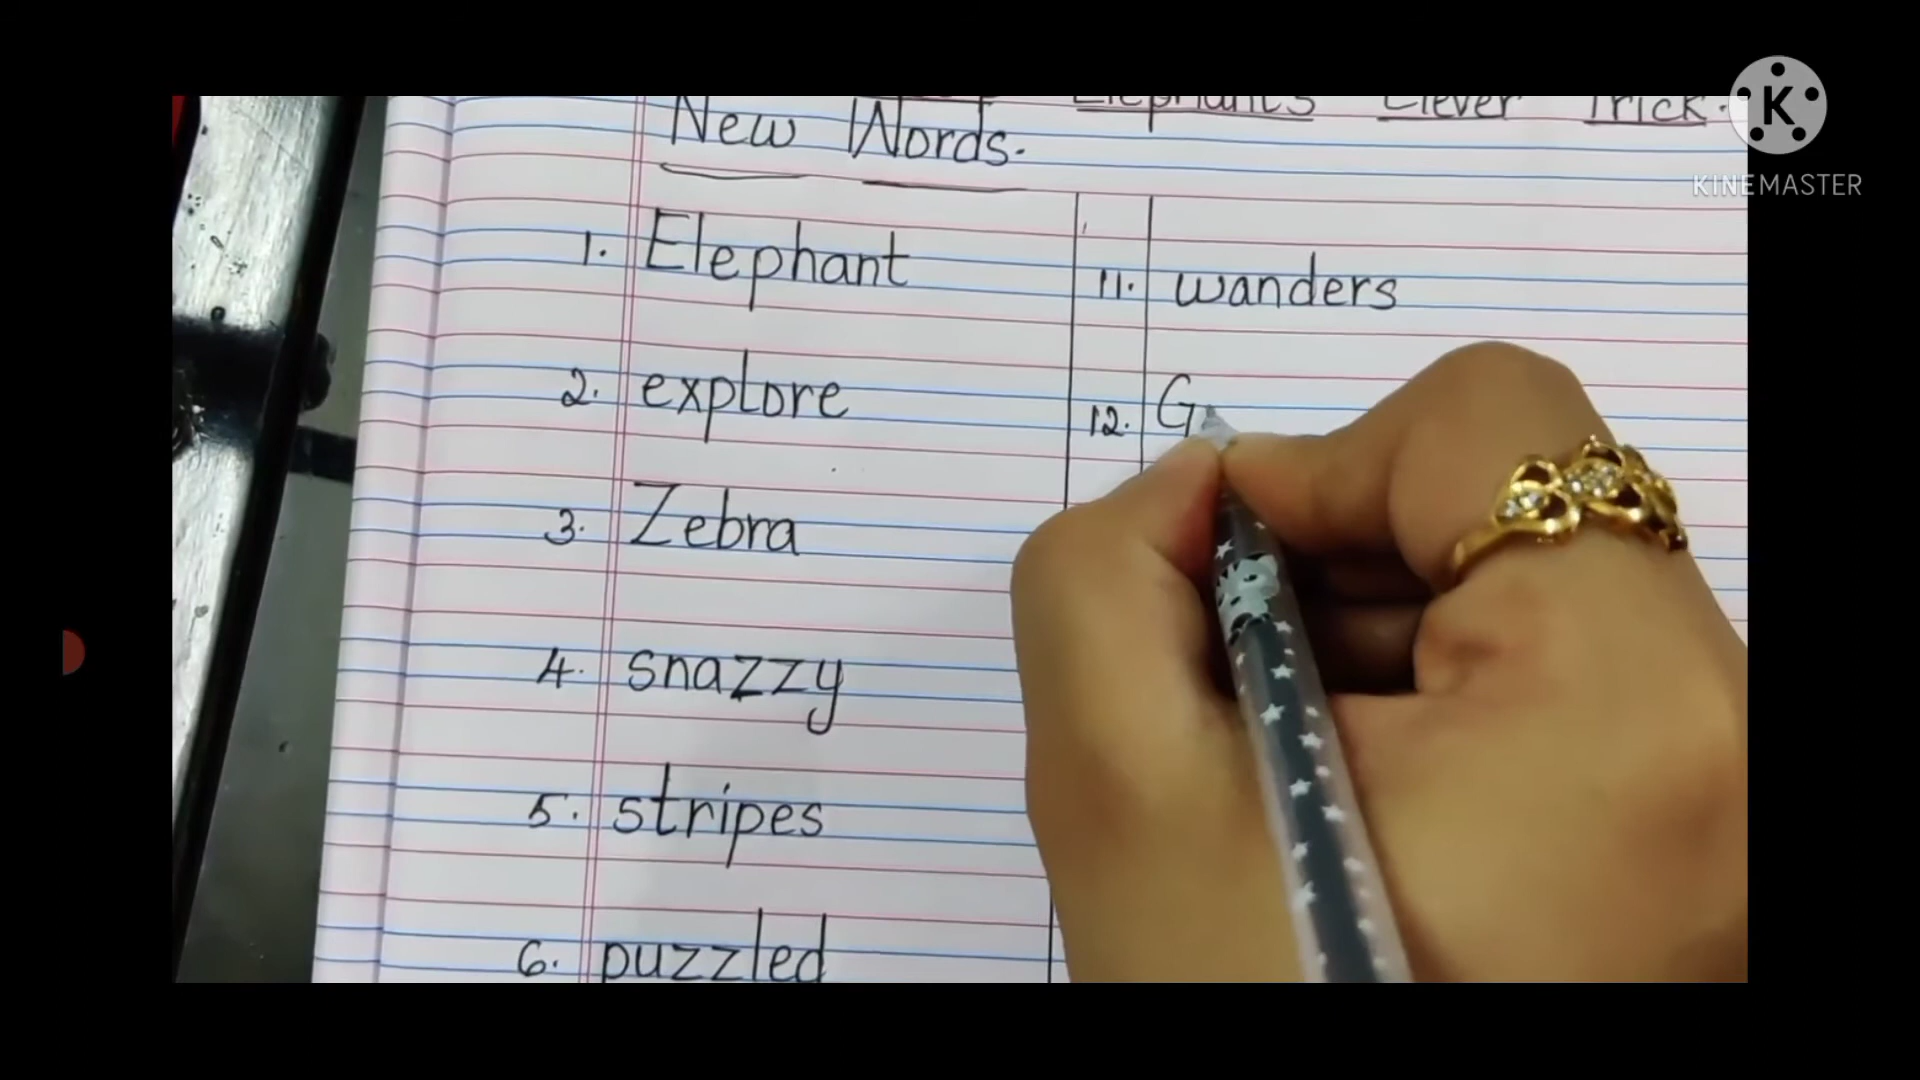 Elephant's Clever Trick.
New Words.
1. Elephant
2. explore
3. Zebra
4. snazzy
5. stripes
6. puzzled
11. wanders
12. G
K
KINEMASTER